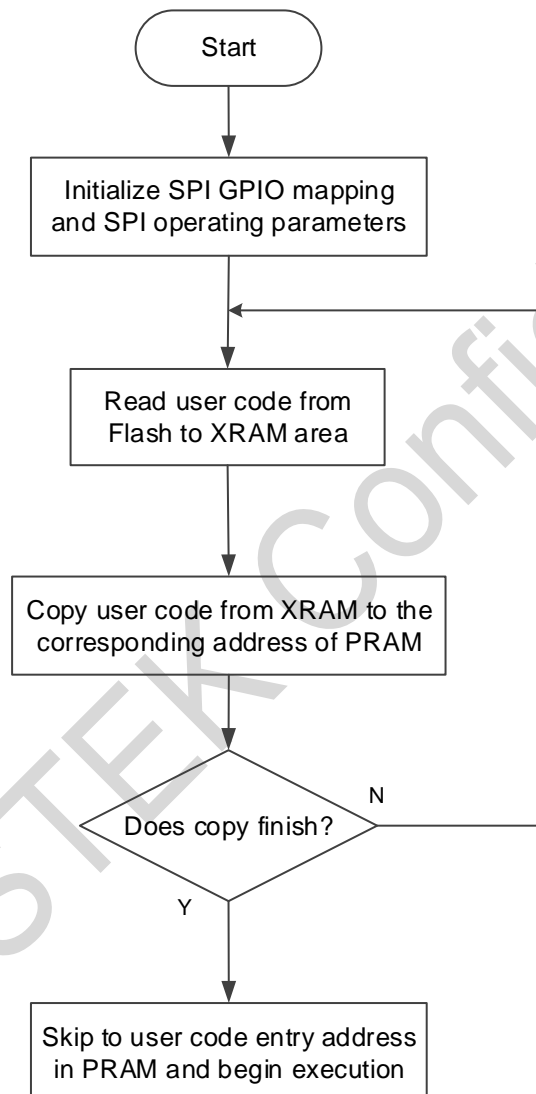 Start
Initialize SPI GPIO mapping
and SPI operating parameters
Read user code from
Flash to XRAM area
Copy user code from XRAM to the
corresponding address of PRAM
Does copy finish?
N
Y
Skip to user code entry address
in PRAM and begin execution
STEK Confi